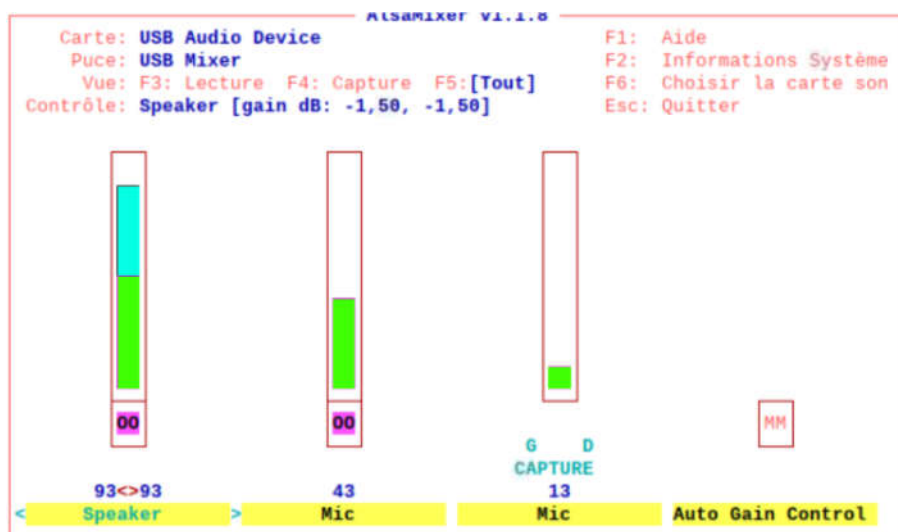 AlsaMixer v1.1.8
Carte: USB Audio Device F1: Aide
Puce: USB Mixer F2: Informations Système
Vue: F3: Lecture F4: Capture F5:[Tout] F6: Choisir la carte son
Contrôle: Speaker [gain dB: -1,50, -1,50] Esc: Quitter
OO OO MM
G D
CAPTURE
93<>93 43 13
< Speaker > Mic Mic Auto Gain Control